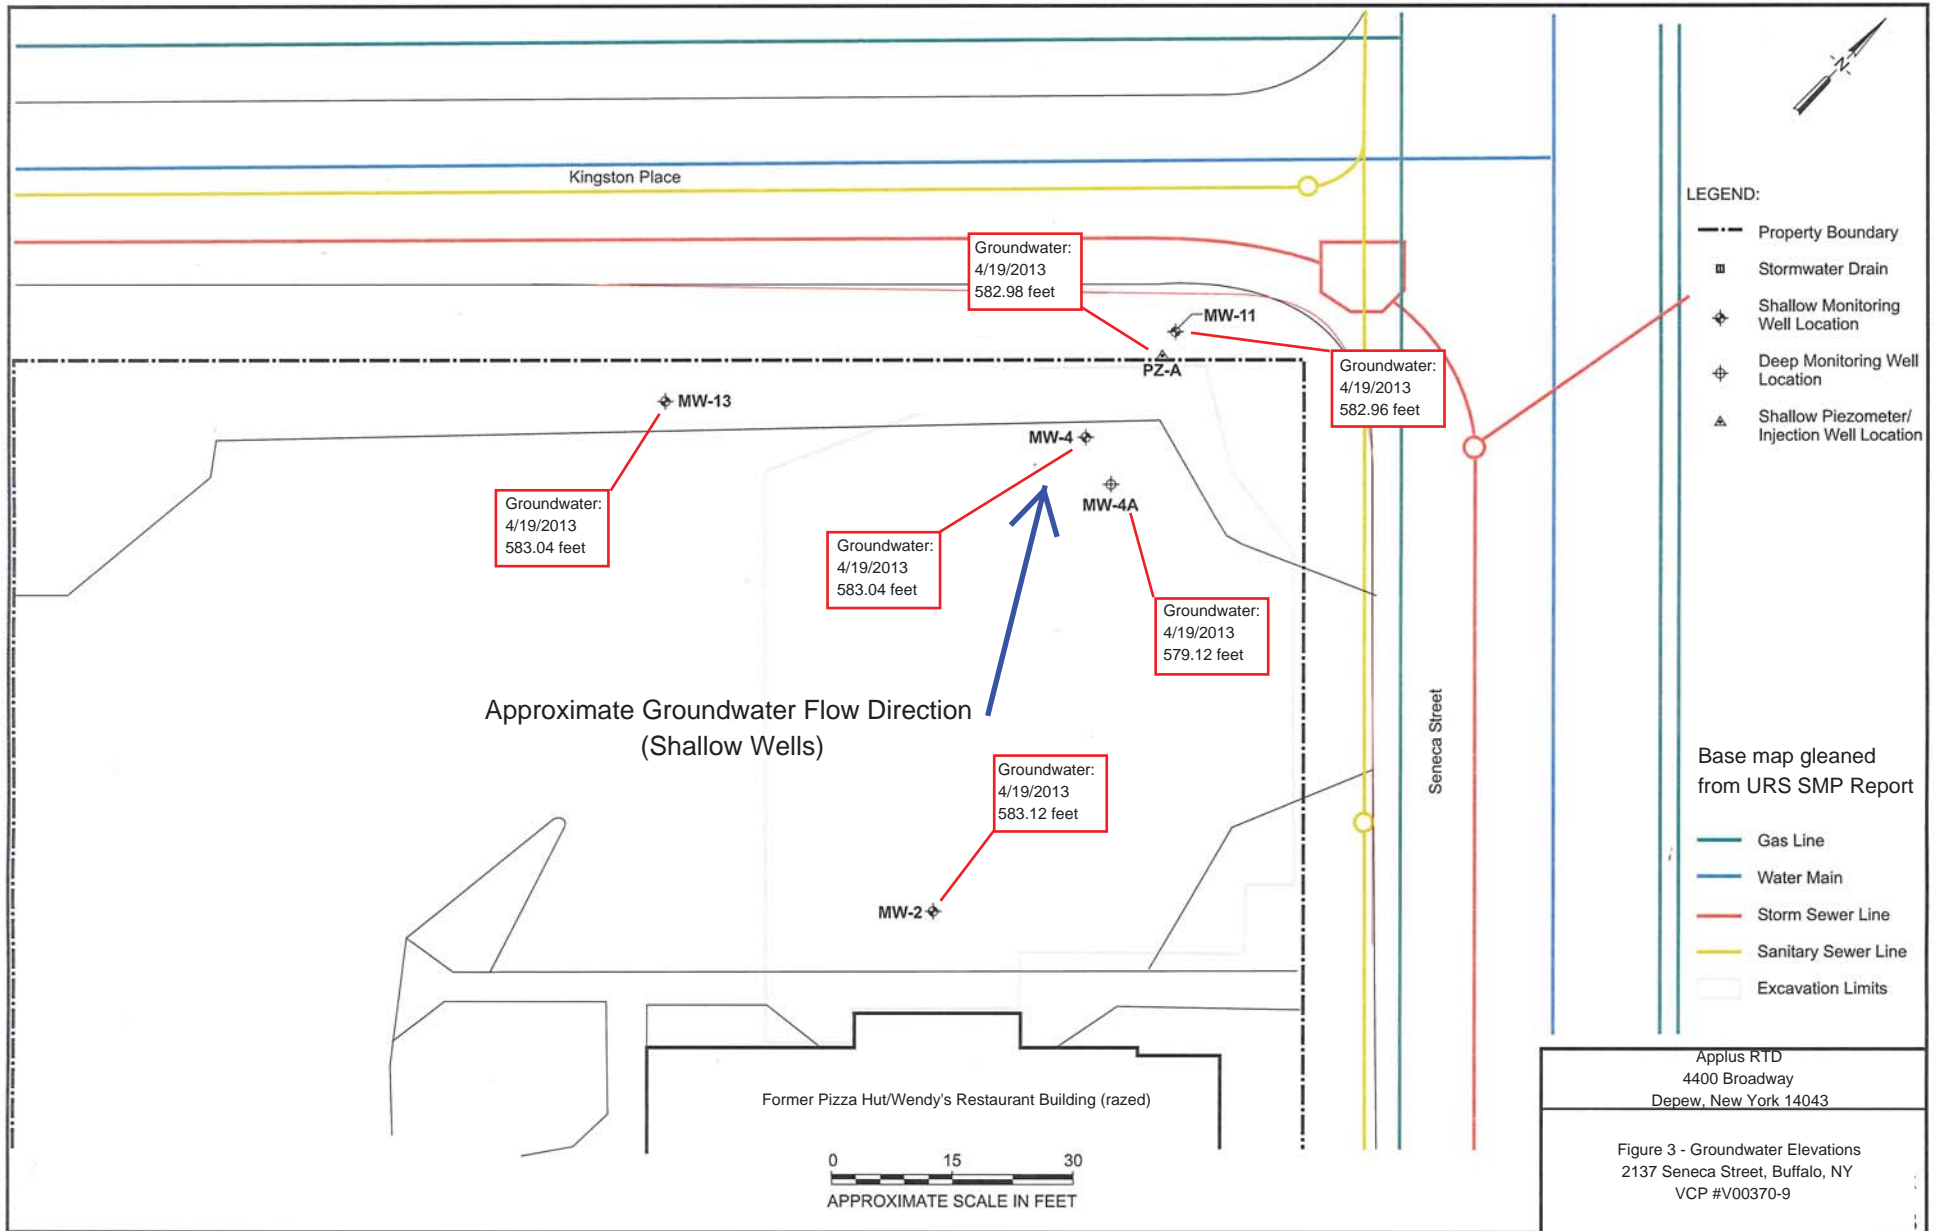 N
Kingston Place
Groundwater:
4/19/2013
582.98 feet
MW-11
PZ-A
Groundwater:
4/19/2013
582.96 feet
MW-13
MW-4
MW-4A
Groundwater:
4/19/2013
583.04 feet
Groundwater:
4/19/2013
583.04 feet
Groundwater:
4/19/2013
579.12 feet
Approximate Groundwater Flow Direction
(Shallow Wells)
Groundwater:
4/19/2013
583.12 feet
MW-2
Seneca Street
Former Pizza Hut/Wendy's Restaurant Building (razed)
0 15 30
APPROXIMATE SCALE IN FEET
LEGEND:
Property Boundary
Stormwater Drain
Shallow Monitoring
Well Location
Deep Monitoring Well
Location
Shallow Piezometer/
Injection Well Location
Base map gleaned
from URS SMP Report
Gas Line
Water Main
Storm Sewer Line
Sanitary Sewer Line
Excavation Limits
Applus RTD
4400 Broadway
Depew, New York 14043
Figure 3 - Groundwater Elevations
2137 Seneca Street, Buffalo, NY
VCP #V00370-9